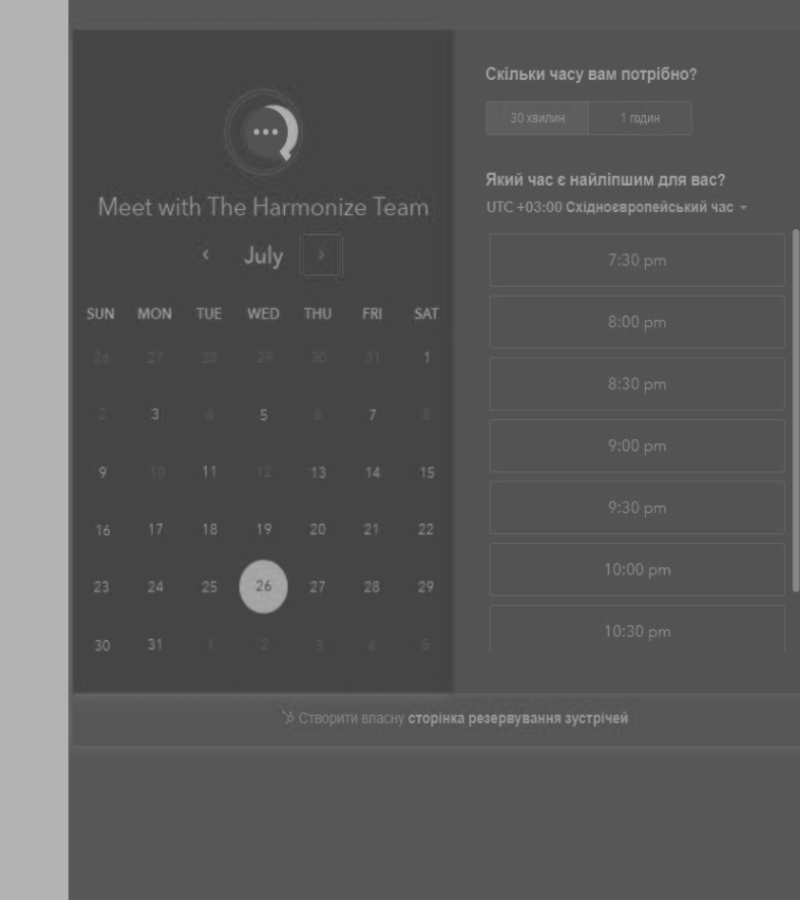 Meet with The Harmonize Team
July
SUN MON TUE WED THU FRI SAT
26 27 28 29 30 31 1
2 3 4 5 6 7 8
9 10 11 12 13 14 15
16 17 18 19 20 21 22
23 24 25 26 27 28 29
30 31 1 2 3 4 5
Скільки часу вам потрібно?
30 хвилин 1 годин
Який час є найліпшим для вас?
UTC +03:00 Східноєвропейський час
7:30 pm
8:00 pm
8:30 pm
9:00 pm
9:30 pm
10:00 pm
10:30 pm
Створити власну сторінка резервування зустрічей